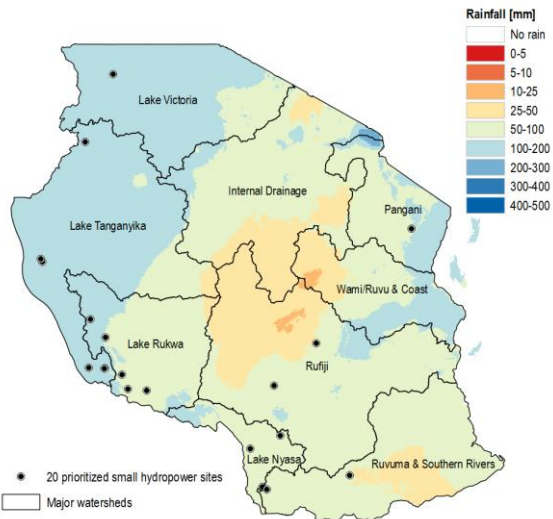 Rainfall [mm]
No rain
0-5
5-10
10-25
25-50
50-100
100-200
200-300
300-400
400-500
Lake Victoria
Internal Drainage
Pangani
Lake Tanganyika
Wami/Ruvu & Coast
Lake Rukwa
Rufiji
Lake Nyasa
Ruvuma & Southern Rivers
20 prioritized small hydropower sites
Major watersheds